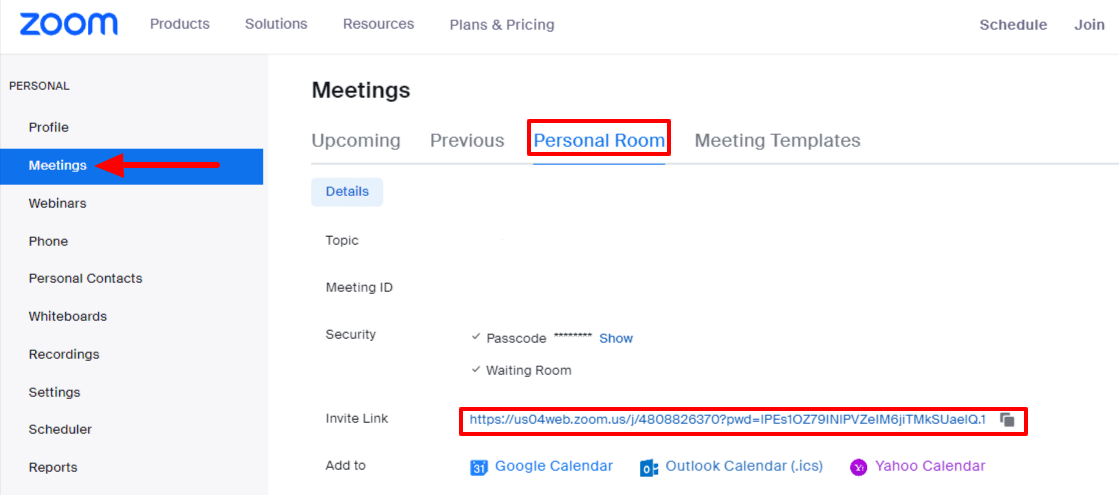 zoom Products Solutions Resources Plans & Pricing Schedule Join
PERSONAL
Profile
Meetings
Webinars
Phone
Personal Contacts
Whiteboards
Recordings
Settings
Scheduler
Reports
Meetings
Upcoming Previous Personal Room Meeting Templates
Details
Topic
Meeting ID
Security ✓ Passcode ******** Show
✓ Waiting Room
Invite Link https://us04web.zoom.us/j/4808826370?pwd=IPEs1OZ79INIPVZeIM6jiTMkSUaeIQ.1
Add to 31 Google Calendar Outlook Calendar (.ics) Yahoo Calendar